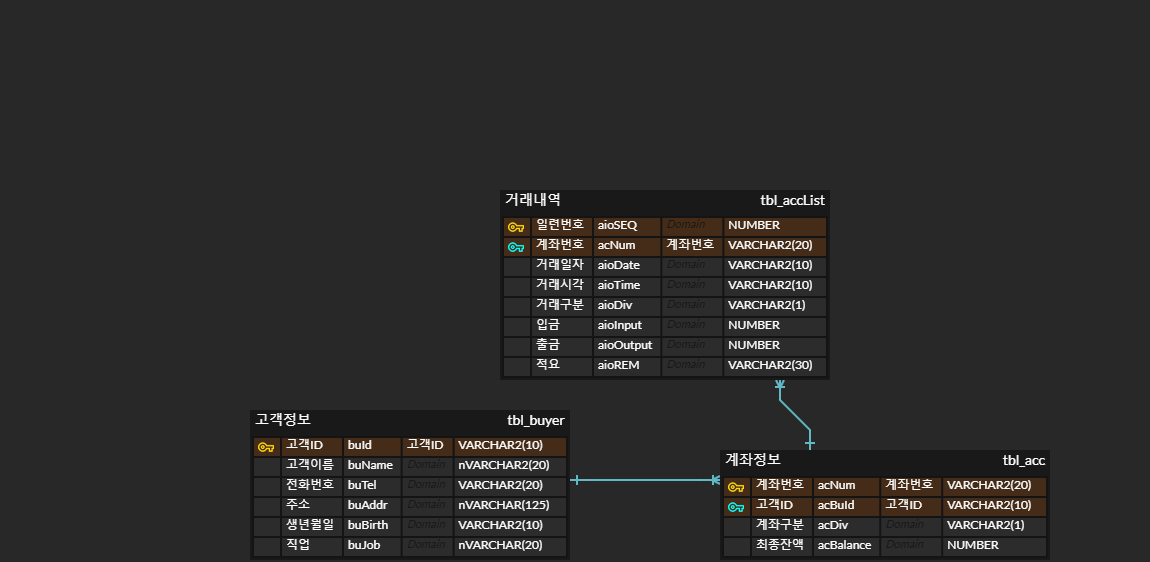 거래내역 tbl_accList
일련번호 aioSEQ Domain NUMBER
계좌번호 acNum 계좌번호 VARCHAR2(20)
거래일자 aioDate Domain VARCHAR2(10)
거래시각 aioTime Domain VARCHAR2(10)
거래구분 aioDiv Domain VARCHAR2(1)
입금 aioInput Domain NUMBER
출금 aioOutput Domain NUMBER
적요 aioREM Domain VARCHAR2(30)
고객정보 tbl_buyer
고객ID buId 고객ID VARCHAR2(10)
고객이름 buName Domain nVARCHAR2(20)
전화번호 buTel Domain VARCHAR2(20)
주소 buAddr Domain nVARCHAR(125)
생년월일 buBirth Domain VARCHAR2(10)
직업 buJob Domain nVARCHAR(20)
계좌정보 tbl_acc
계좌번호 acNum 계좌번호 VARCHAR2(20)
고객ID acBuId 고객ID VARCHAR2(10)
계좌구분 acDiv Domain VARCHAR2(1)
최종잔액 acBalance Domain NUMBER